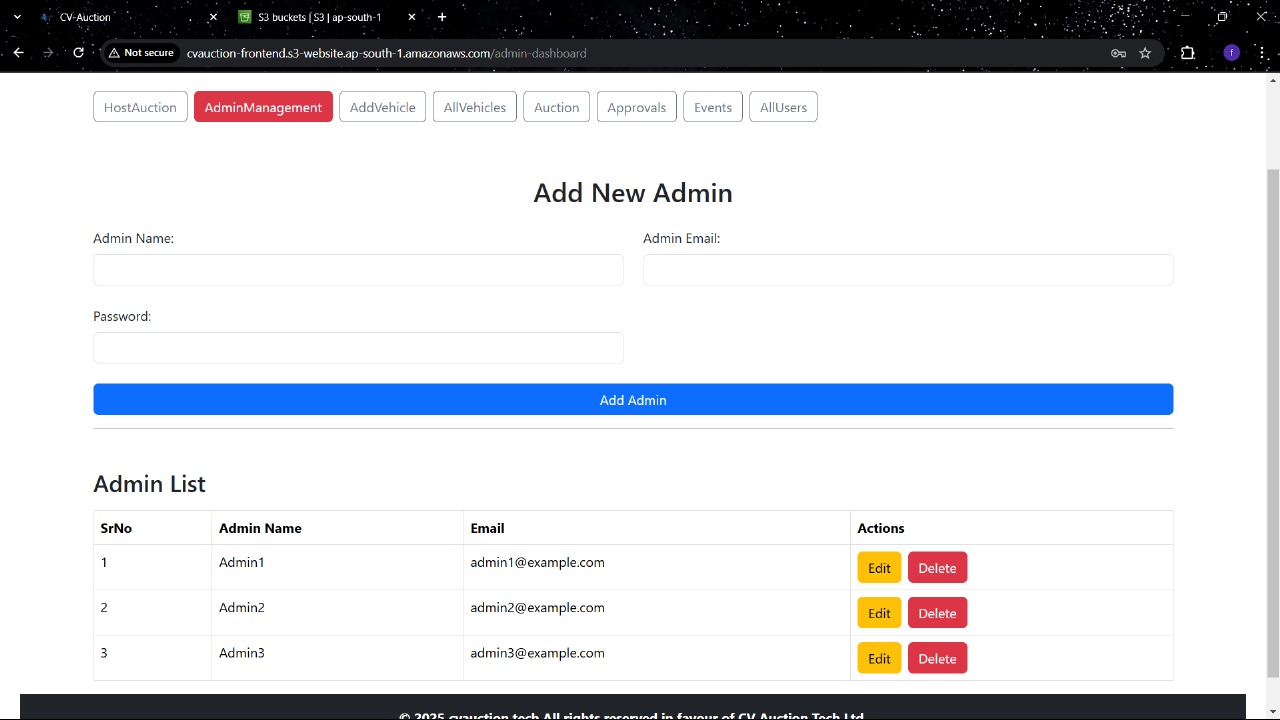 CV-Auction
S3 buckets | S3 | ap-south-1
Not secure
cvauction-frontend.s3-website.ap-south-1.amazonaws.com/admin-dashboard
f
HostAuction AdminManagement AddVehicle AllVehicles Auction Approvals Events AllUsers
Add New Admin
Admin Name: Admin Email:
Password:
Add Admin
Admin List
SrNo Admin Name Email Actions
1 Admin1 admin1@example.com Edit Delete
2 Admin2 admin2@example.com Edit Delete
3 Admin3 admin3@example.com Edit Delete
© 2025 cvauction.tech All rights reserved in favour of CV Auction Tech Ltd